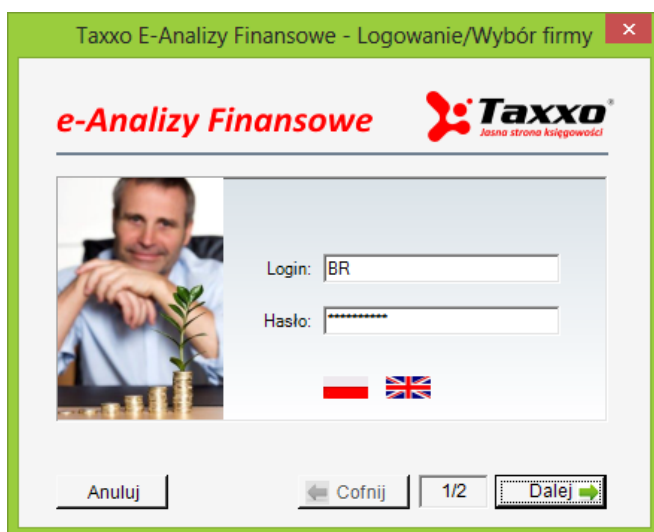 Taxxo E-Analizy Finansowe - Logowanie/Wybór firmy
e-Analizy Finansowe
Taxxo®
Jasna strona księgowości
Login: BR
Hasło: **********
Anuluj
Cofnij
1/2
Dalej